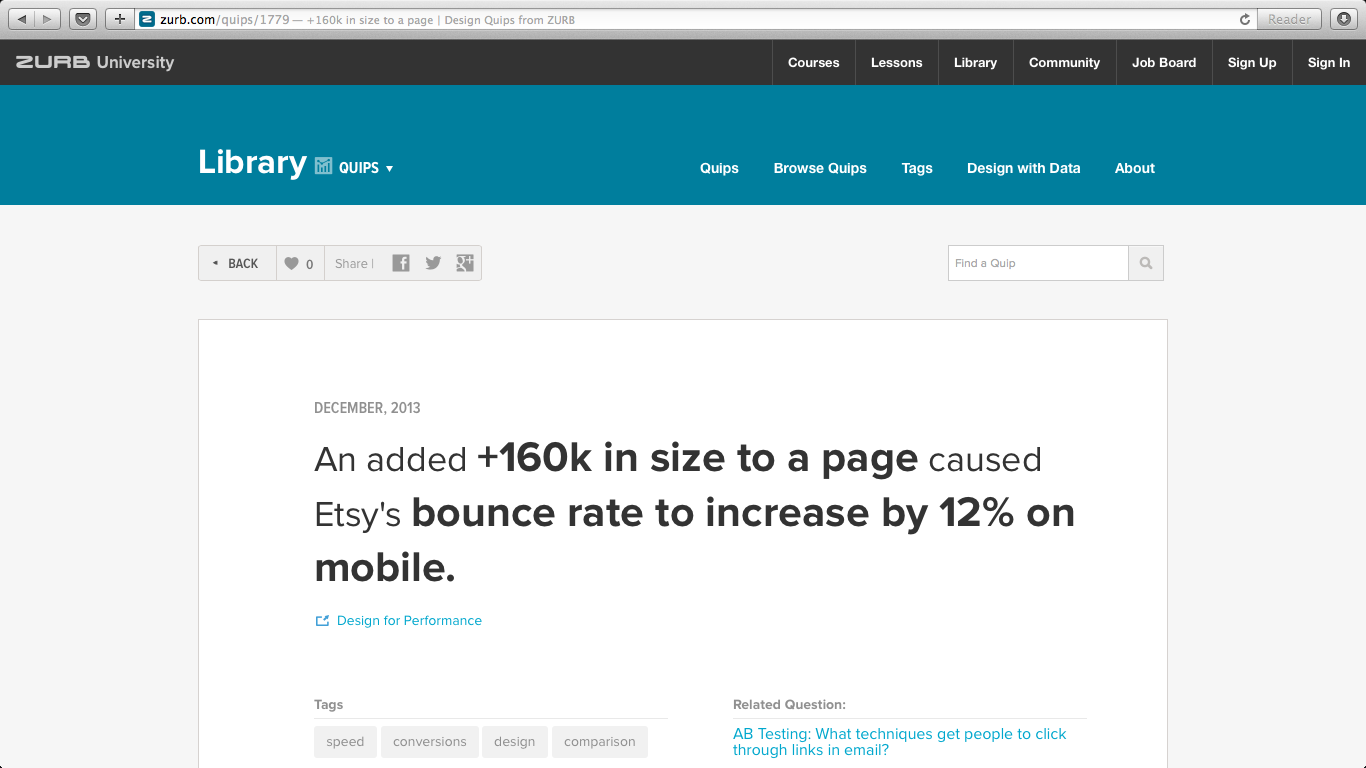 zurb.com/quips/1779 — +160k in size to a page | Design Quips from ZURB
Reader
ZURB University
Courses
Lessons
Library
Community
Job Board
Sign Up
Sign In
Library QUIPS
Quips
Browse Quips
Tags
Design with Data
About
BACK
0
Share |
Find a Quip
DECEMBER, 2013
An added +160k in size to a page caused
Etsy's bounce rate to increase by 12% on
mobile.
Design for Performance
Tags
speed
conversions
design
comparison
Related Question:
AB Testing: What techniques get people to click
through links in email?